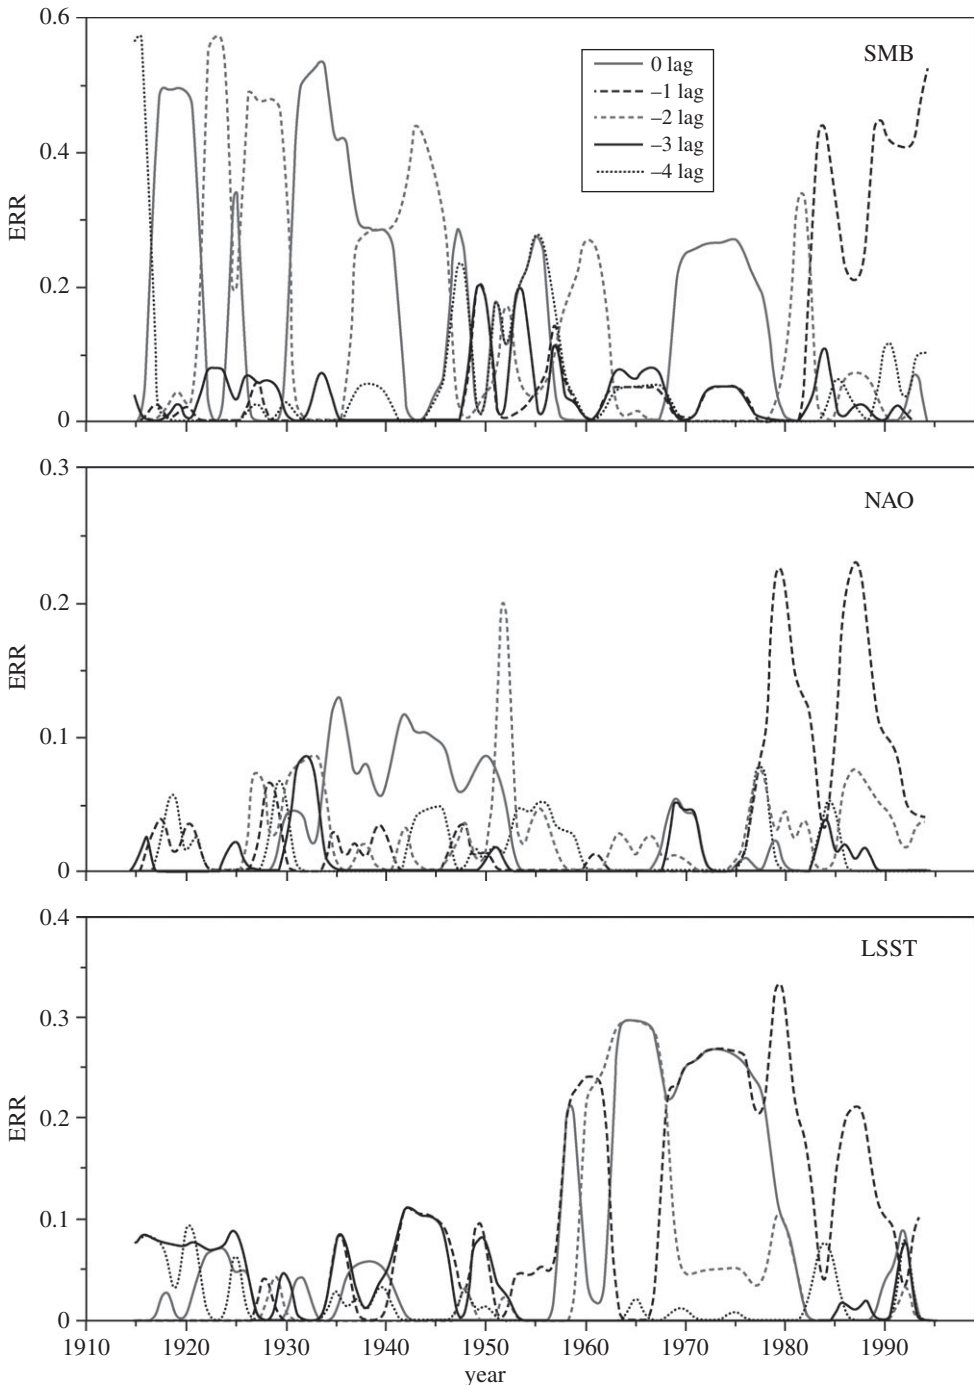 0.6
SMB
0 lag
–1 lag
–2 lag
–3 lag
–4 lag
0.4
ERR
0.2
0
0.3
NAO
0.2
ERR
0.1
0
0.4
LSST
0.3
ERR
0.2
0.1
0
1910 1920 1930 1940 1950 1960 1970 1980 1990
year